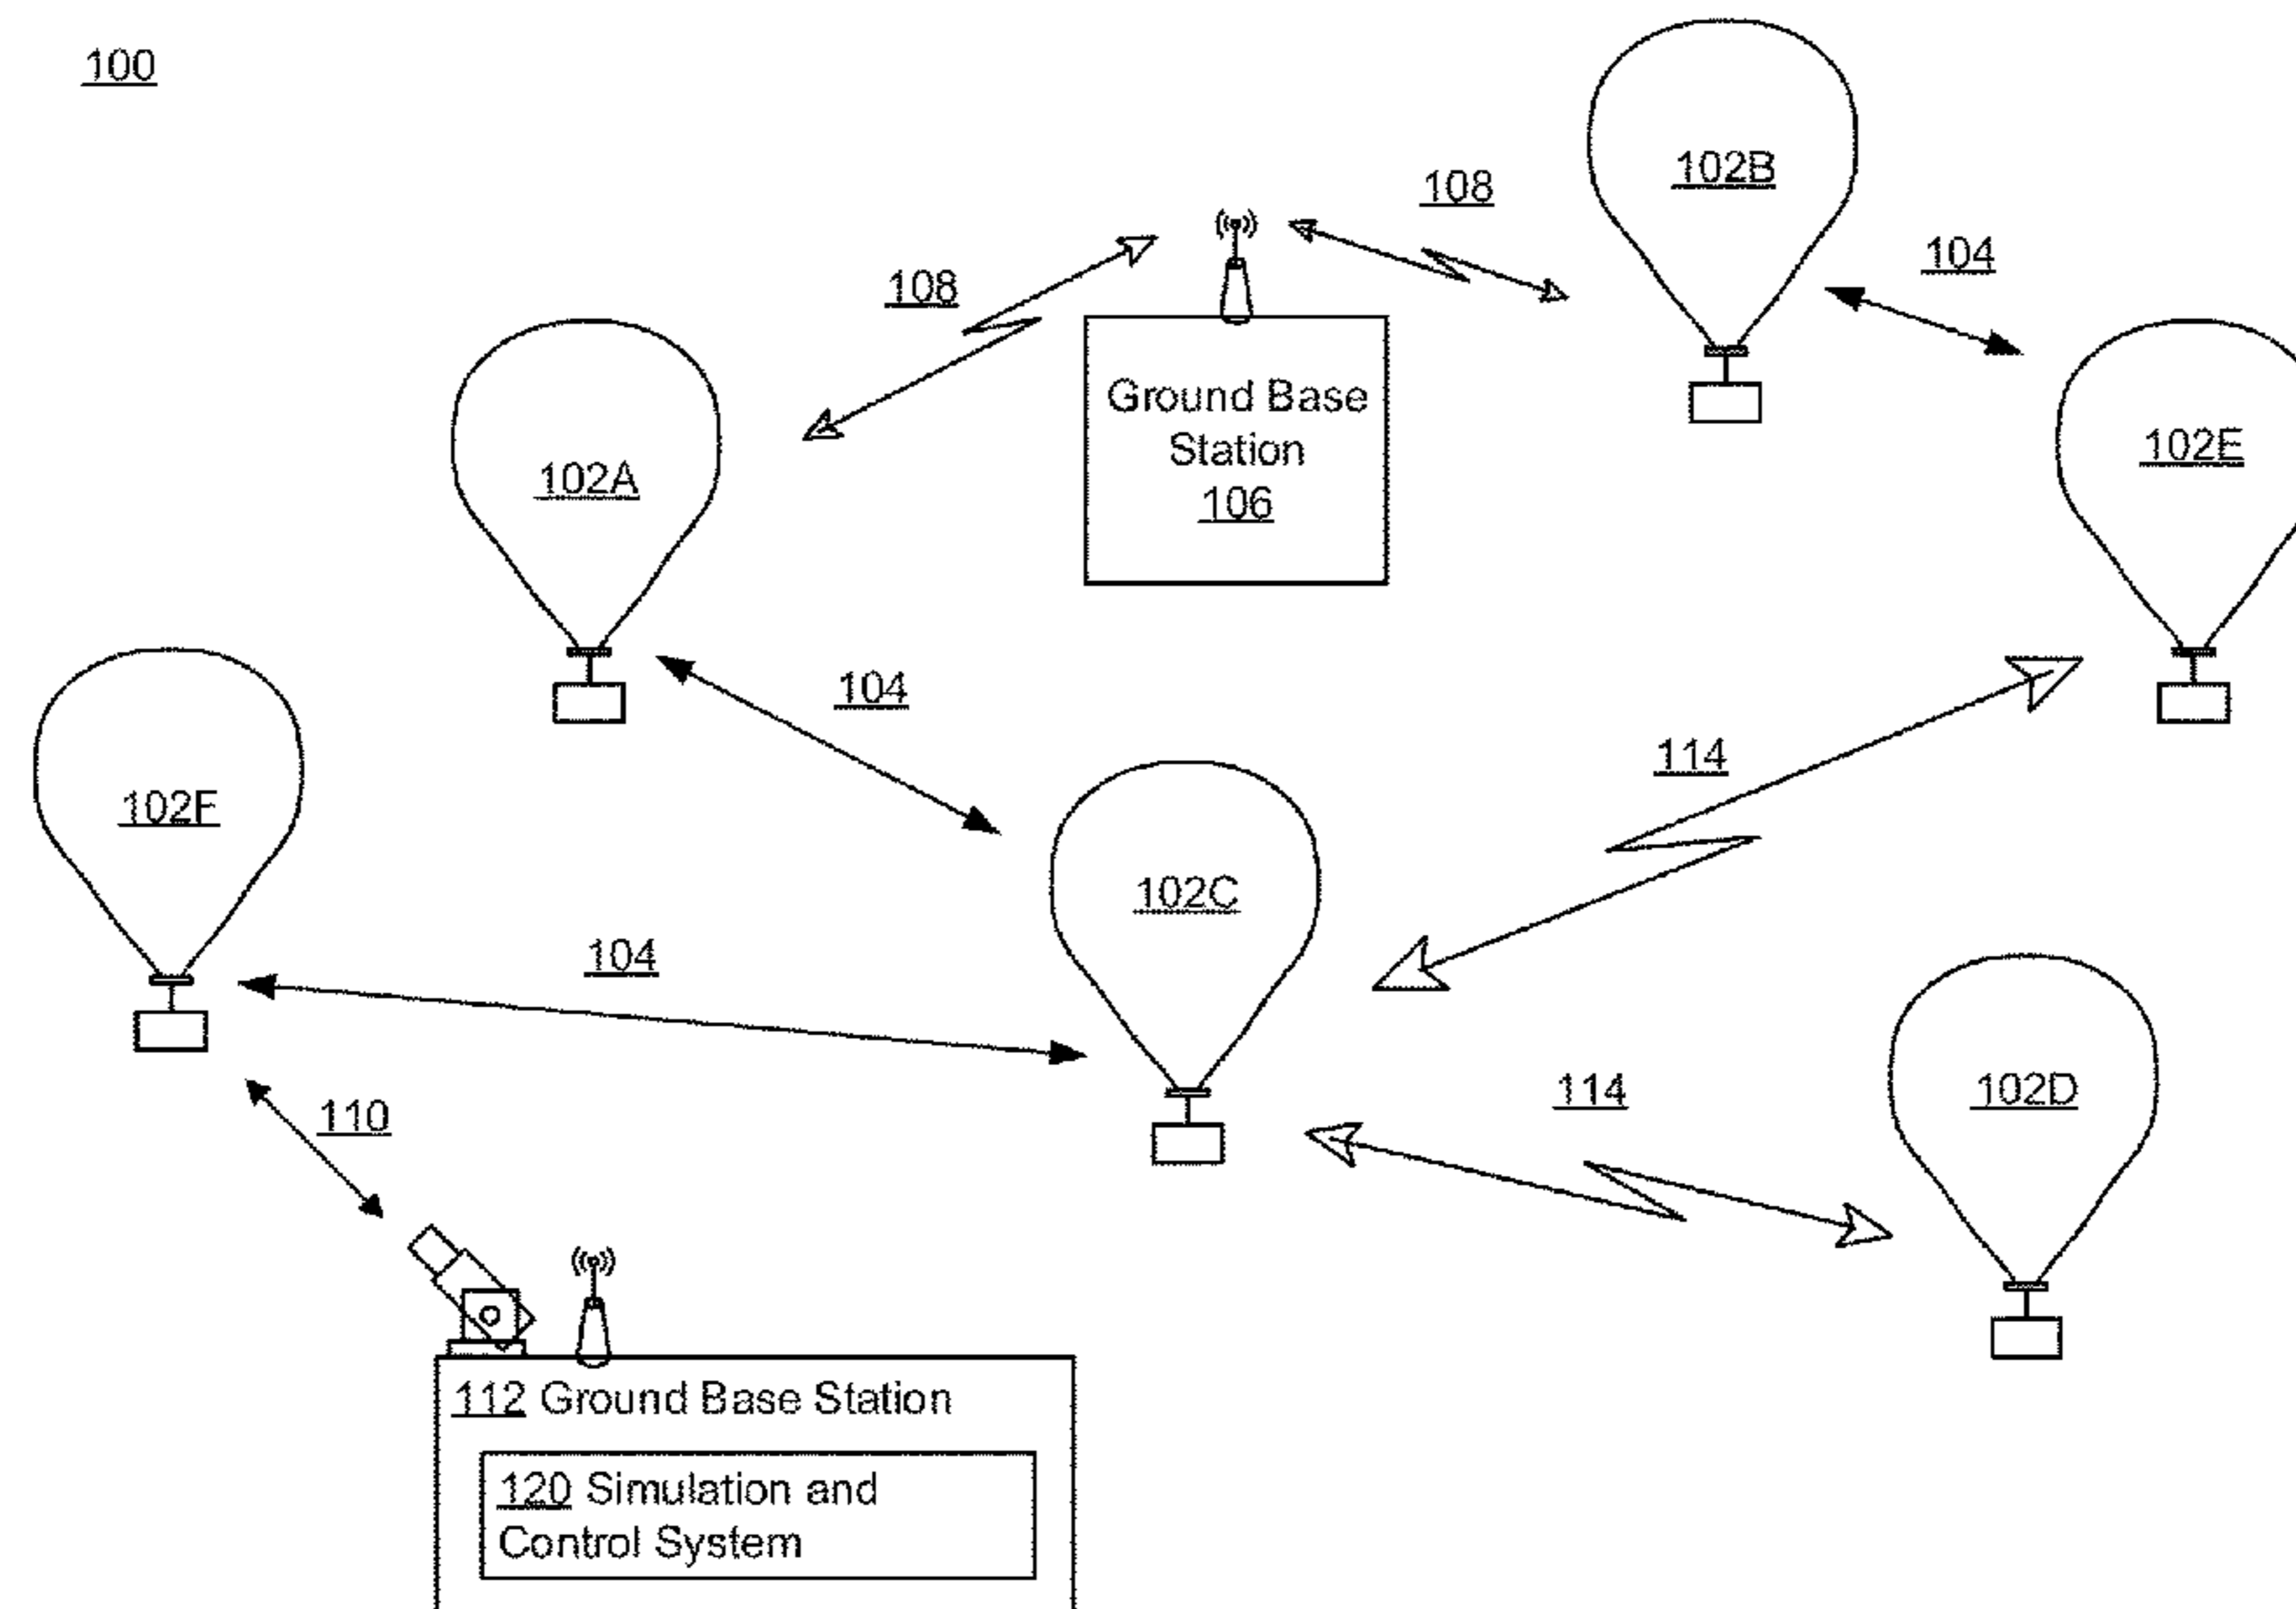 100
102B
108
104
108
102E
Ground Base
Station
106
102A
104
114
102F
102C
104
102D
114
110
112 Ground Base Station
120 Simulation and
Control System